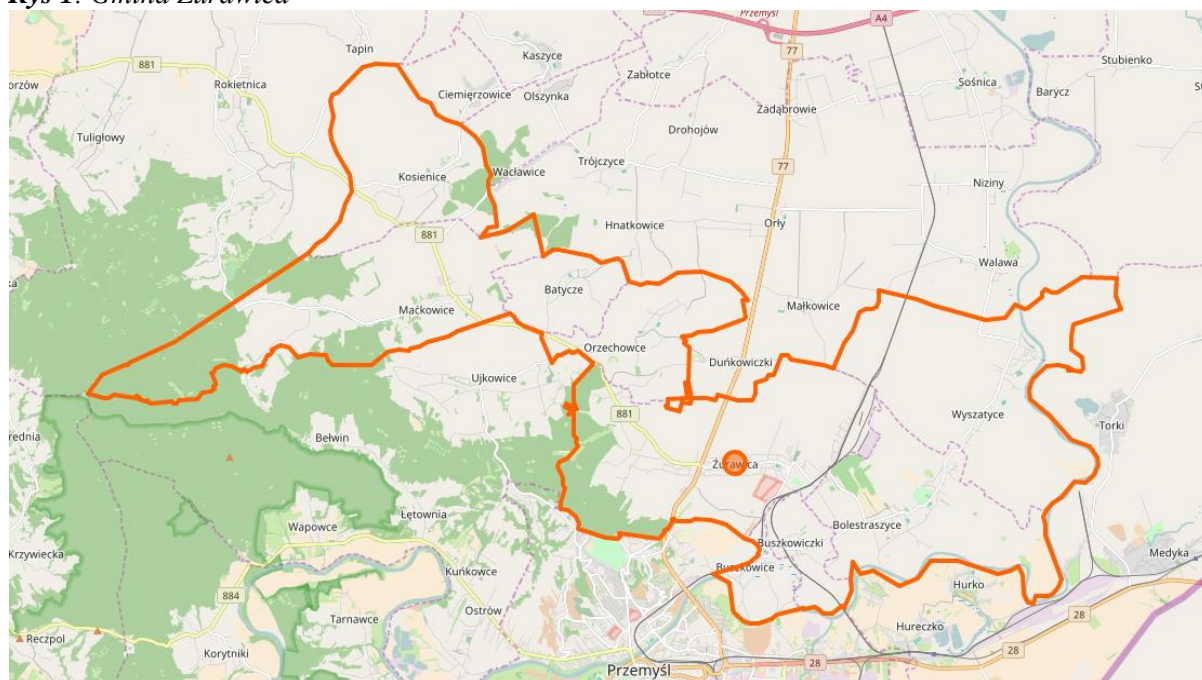 Rys 1. Gmina Żurawica
Przemyśl
A4
Tapin
77
Kaszyce
Stubienko
881
Zabłotce
Sośnica
Rokietnica
Barycz
Ciemięrzowice
Olszynka
Zadąbrowie
Drohojów
Tuligłowy
Trójczyce
77
Wacławice
Kosienice
Niziny
Hnatkowice
Orły
881
Walawa
Batycze
Maćkowice
Małkowice
Orzechowce
Duńkowiczki
Ujkowice
881
Wyszatyce
Torki
Bełwin
Żurawica
Łętownia
Wapowce
Bolestraszyce
Buszkowiczki
Krzywiecka
Medyka
Kuńkowce
Buszkowice
Hurko
884
Ostrów
28
Tarnawce
Hureczko
Reczpol
Korytniki
28
Przemyśl